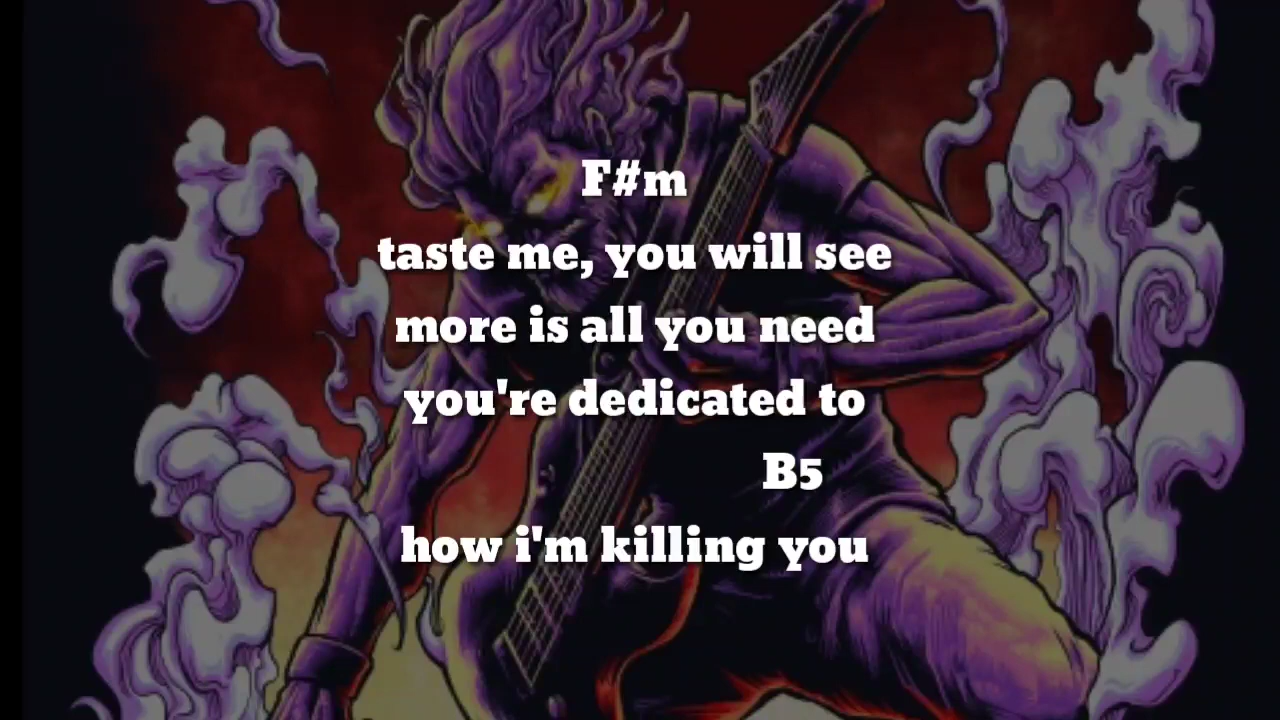 F#m
taste me, you will see
more is all you need
you're dedicated to
B5
how i'm killing you